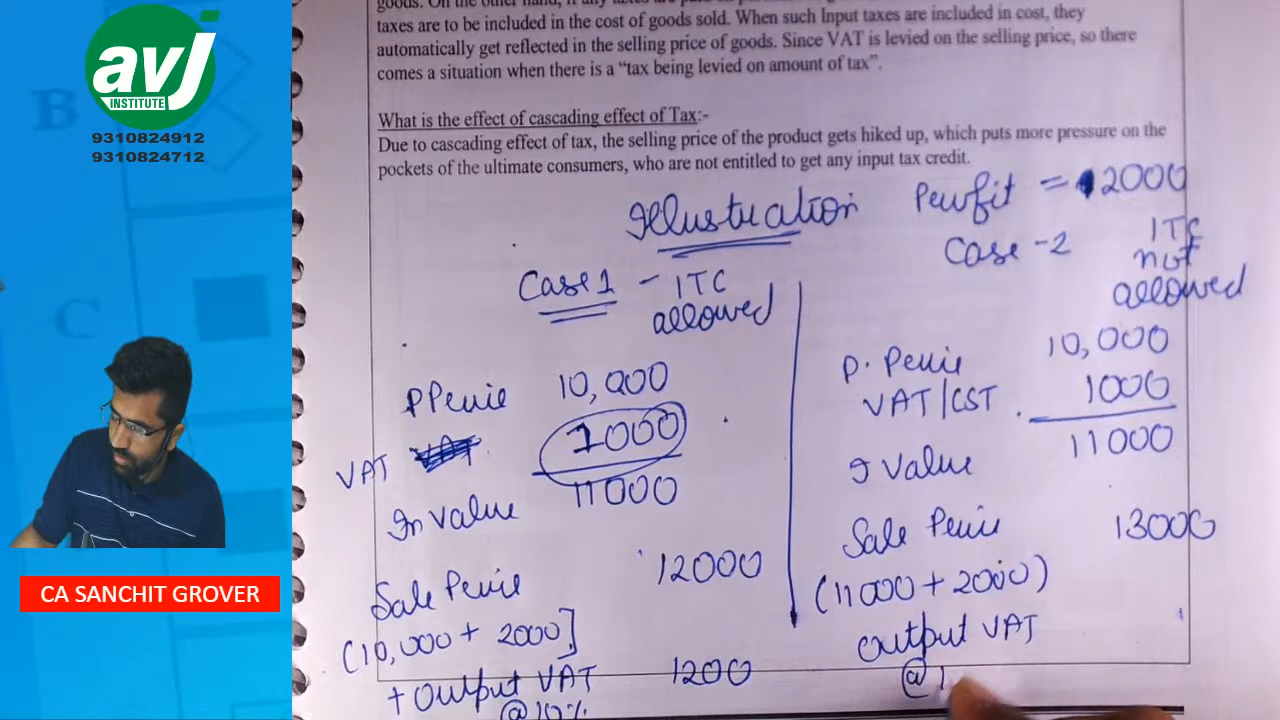 avj
INSTITUTE
9310824912
9310824712
CA SANCHIT GROVER
taxes are to be included in the cost of goods sold. When such Input taxes are included in cost, they
automatically get reflected in the selling price of goods. Since VAT is levied on the selling price, so there
comes a situation when there is a “tax being levied on amount of tax”.
What is the effect of cascading effect of Tax:-
Due to cascading effect of tax, the selling price of the product gets hiked up, which puts more pressure on the
pockets of the ultimate consumers, who are not entitled to get any input tax credit.
Illustration
Profit = 2000
Case 1 - ITC
allowed
P Price 10,000
VAT 1000
In Value 11000
Sale Price 12000
(10,000 + 2000]
+ Output VAT 1200
@ 10%
Case -2 ITC
not
allowed
P. Price 10,000
VAT/CST 1000
I Value 11000
Sale Price 13000
(11000 + 2000)
Output VAT
@ 1